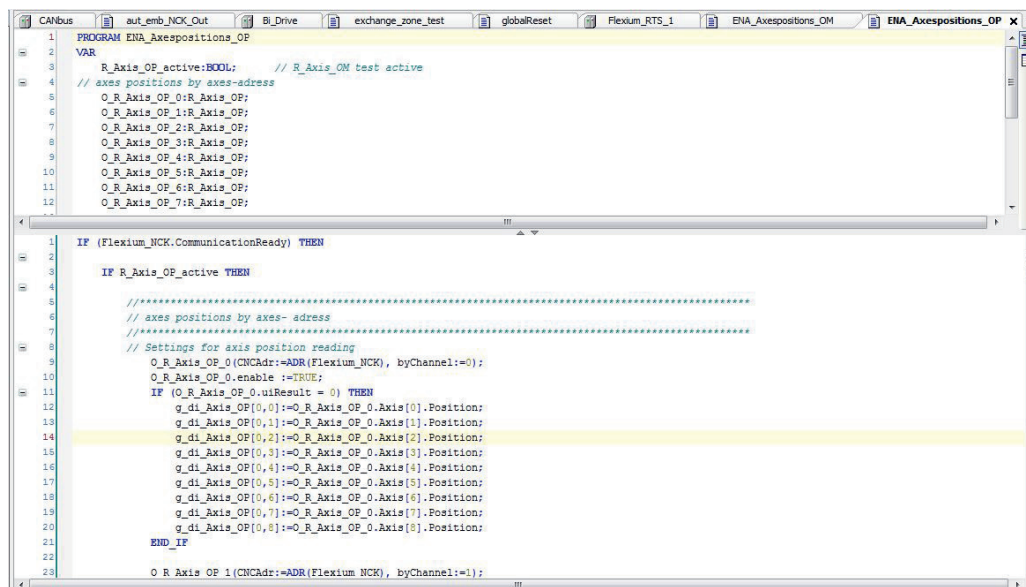 CANbus aut_emb_NCK_Out Bi_Drive exchange_zone_test globalReset Flexium_RTS_1 ENA_Axespositions_OM ENA_Axespositions_OP X
1 PROGRAM ENA_Axespositions_OP
2 VAR
3 R_Axis_OP_active:BOOL; // R_Axis_OM test active
4 // axes positions by axes-adress
5 O_R_Axis_OP_0:R_Axis_OP;
6 O_R_Axis_OP_1:R_Axis_OP;
7 O_R_Axis_OP_2:R_Axis_OP;
8 O_R_Axis_OP_3:R_Axis_OP;
9 O_R_Axis_OP_4:R_Axis_OP;
10 O_R_Axis_OP_5:R_Axis_OP;
11 O_R_Axis_OP_6:R_Axis_OP;
12 O_R_Axis_OP_7:R_Axis_OP;
1 IF (Flexium_NCK.CommunicationReady) THEN
2
3 IF R_Axis_OP_active THEN
4
5 //***************************************************************************************************
6 // axes positions by axes- adress
7 //***************************************************************************************************
8 // Settings for axis position reading
9 O_R_Axis_OP_0(CNCAdr:=ADR(Flexium_NCK), byChannel:=0);
10 O_R_Axis_OP_0.enable :=TRUE;
11 IF (O_R_Axis_OP_0.uiResult = 0) THEN
12 g_di_Axis_OP[0,0]:=O_R_Axis_OP_0.Axis[0].Position;
13 g_di_Axis_OP[0,1]:=O_R_Axis_OP_0.Axis[1].Position;
14 g_di_Axis_OP[0,2]:=O_R_Axis_OP_0.Axis[2].Position;
15 g_di_Axis_OP[0,3]:=O_R_Axis_OP_0.Axis[3].Position;
16 g_di_Axis_OP[0,4]:=O_R_Axis_OP_0.Axis[4].Position;
17 g_di_Axis_OP[0,5]:=O_R_Axis_OP_0.Axis[5].Position;
18 g_di_Axis_OP[0,6]:=O_R_Axis_OP_0.Axis[6].Position;
19 g_di_Axis_OP[0,7]:=O_R_Axis_OP_0.Axis[7].Position;
20 g_di_Axis_OP[0,8]:=O_R_Axis_OP_0.Axis[8].Position;
21 END_IF
22
23 O_R_Axis_OP_1(CNCAdr:=ADR(Flexium_NCK), byChannel:=1);